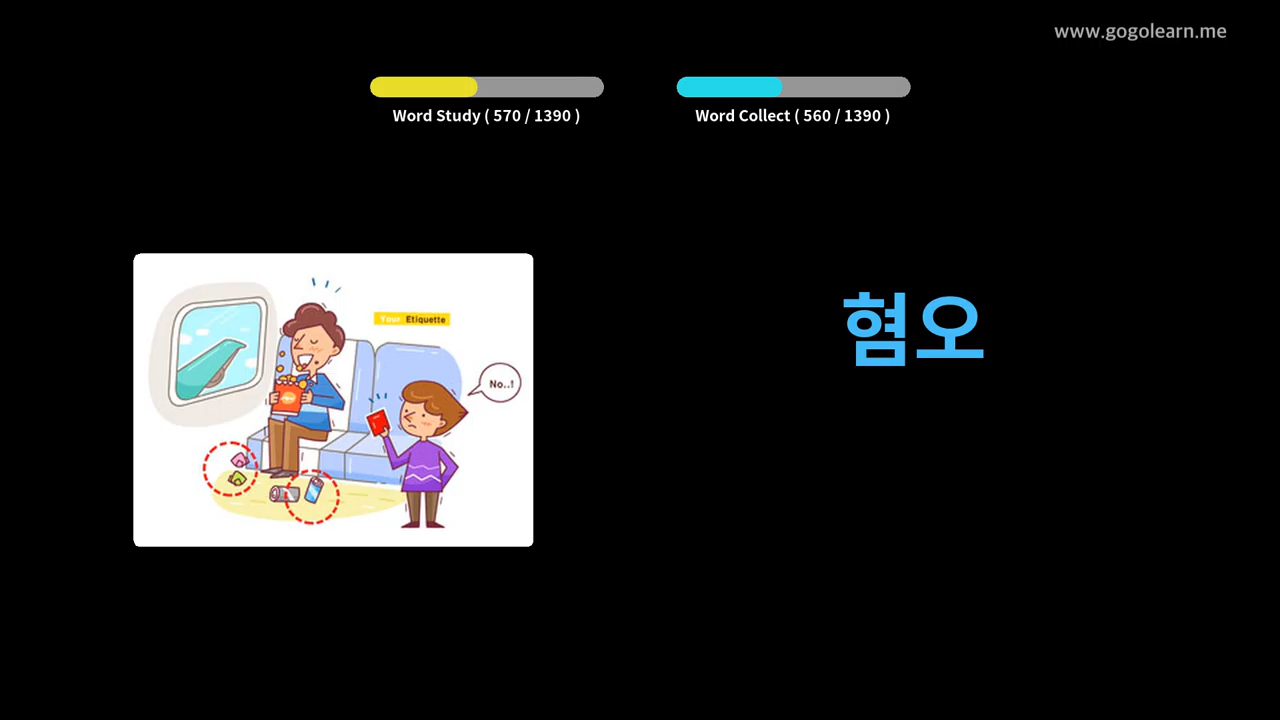 www.gogolearn.me
Word Study ( 570 / 1390 )
Word Collect ( 560 / 1390 )
Your Etiquette
No..!
혐오